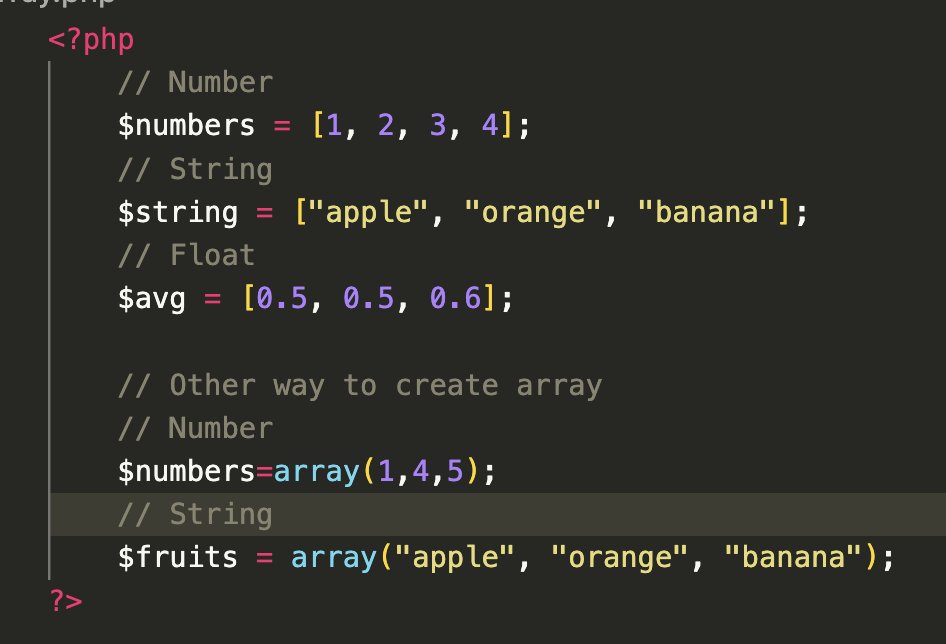 <?php
// Number
$numbers = [1, 2, 3, 4];
// String
$string = ["apple", "orange", "banana"];
// Float
$avg = [0.5, 0.5, 0.6];
// Other way to create array
// Number
$numbers=array(1,4,5);
// String
$fruits = array("apple", "orange", "banana");
?>